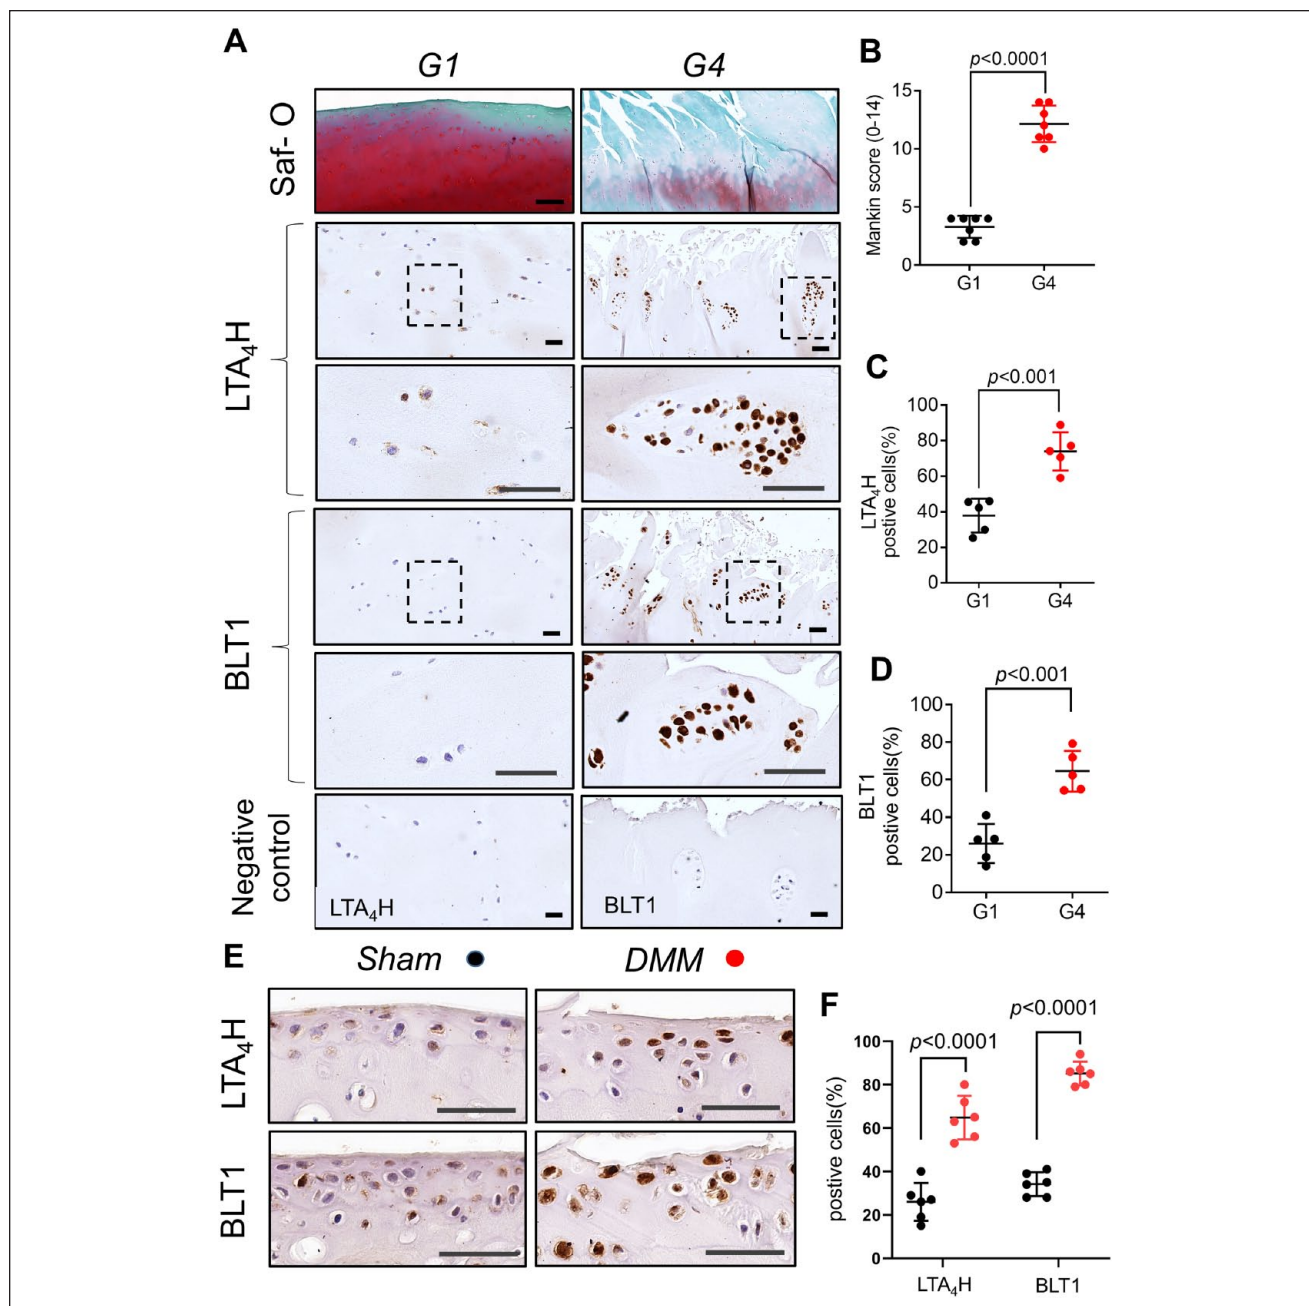 A
G1
G4
Saf- O
LTA₄H
BLT1
Negative
control
LTA₄H
BLT1
B
p<0.0001
Mankin score (0-14)
15
10
5
0
G1
G4
C
p<0.001
LTA₄H
postive cells(%)
100
80
60
40
20
0
G1
G4
D
p<0.001
BLT1
postive cells(%)
100
80
60
40
20
0
G1
G4
E
Sham
DMM
LTA₄H
BLT1
F
p<0.0001
p<0.0001
postive cells(%)
100
80
60
40
20
0
LTA₄H
BLT1